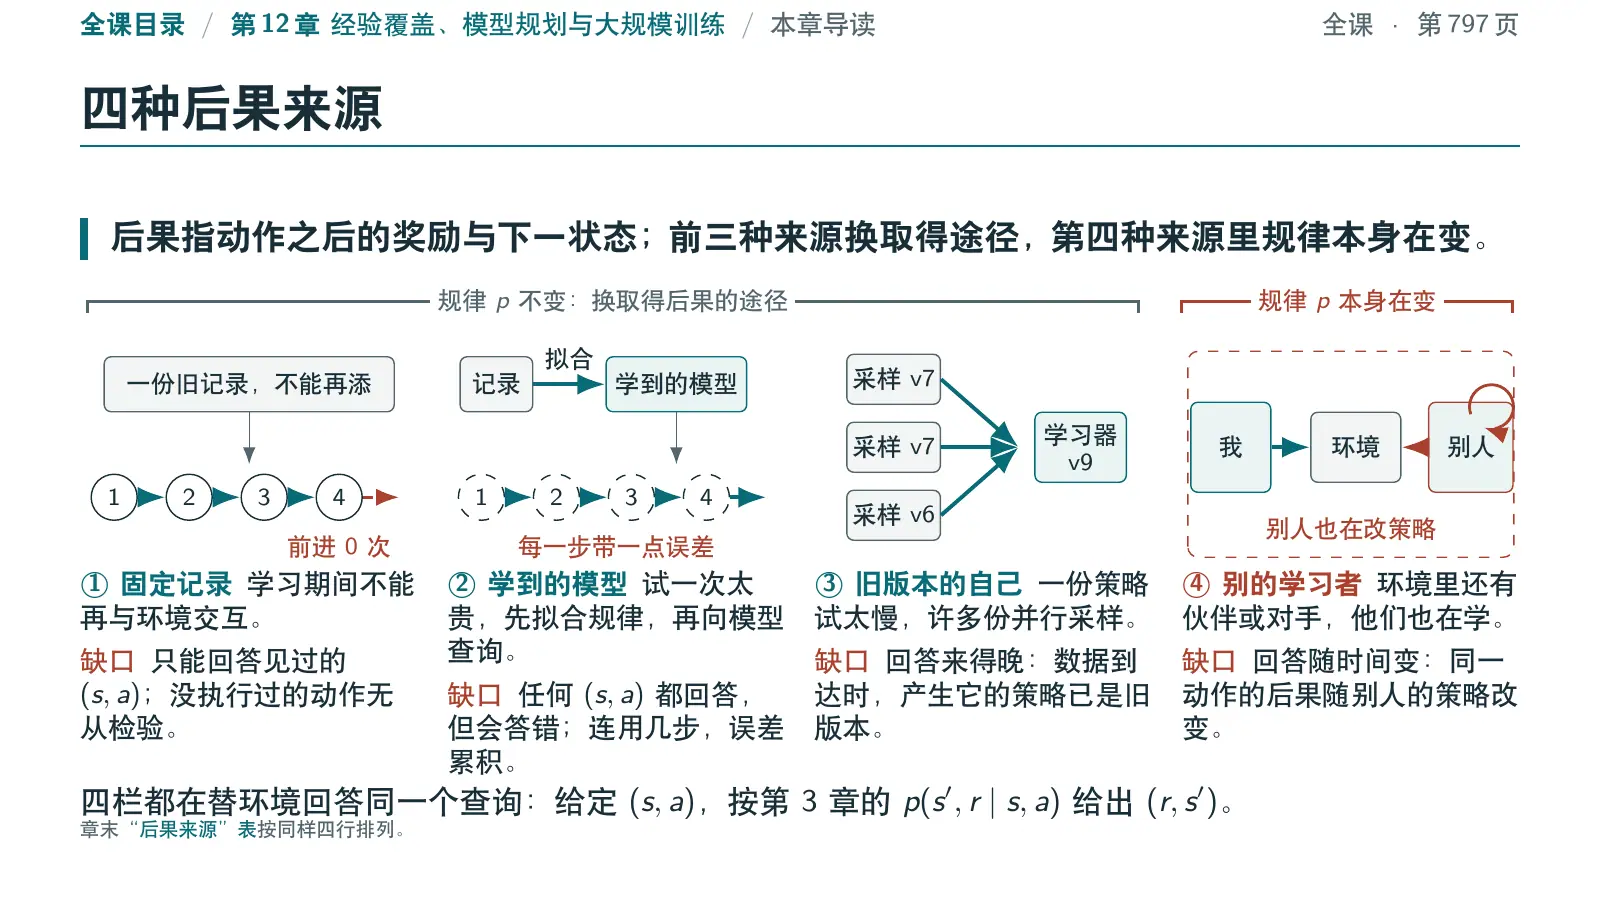 全课目录 / 第 12 章 经验覆盖、模型规划与大规模训练 / 本章导读
全课 · 第 797 页
四种后果来源
后果指动作之后的奖励与下一状态；前三种来源换取得途径，第四种来源里规律本身在变。
规律 p 不变：换取得后果的途径
规律 p 本身在变
一份旧记录，不能再添
1 2 3 4
前进 0 次
记录
拟合
学到的模型
1 2 3 4
每一步带一点误差
采样 v7
采样 v7
采样 v6
学习器
v9
我
环境
别人
别人也在改策略
① 固定记录 学习期间不能
再与环境交互。
缺口 只能回答见过的
(s, a)；没执行过的动作无
从检验。
② 学到的模型 试一次太
贵，先拟合规律，再向模型
查询。
缺口 任何 (s, a) 都回答，
但会答错；连用几步，误差
累积。
③ 旧版本的自己 一份策略
试太慢，许多份并行采样。
缺口 回答来得晚：数据到
达时，产生它的策略已是旧
版本。
④ 别的学习者 环境里还有
伙伴或对手，他们也在学。
缺口 回答随时间变：同一
动作的后果随别人的策略改
变。
四栏都在替环境回答同一个查询：给定 (s, a)，按第 3 章的 p(s′, r | s, a) 给出 (r, s′)。
章末“后果来源”表按同样四行排列。